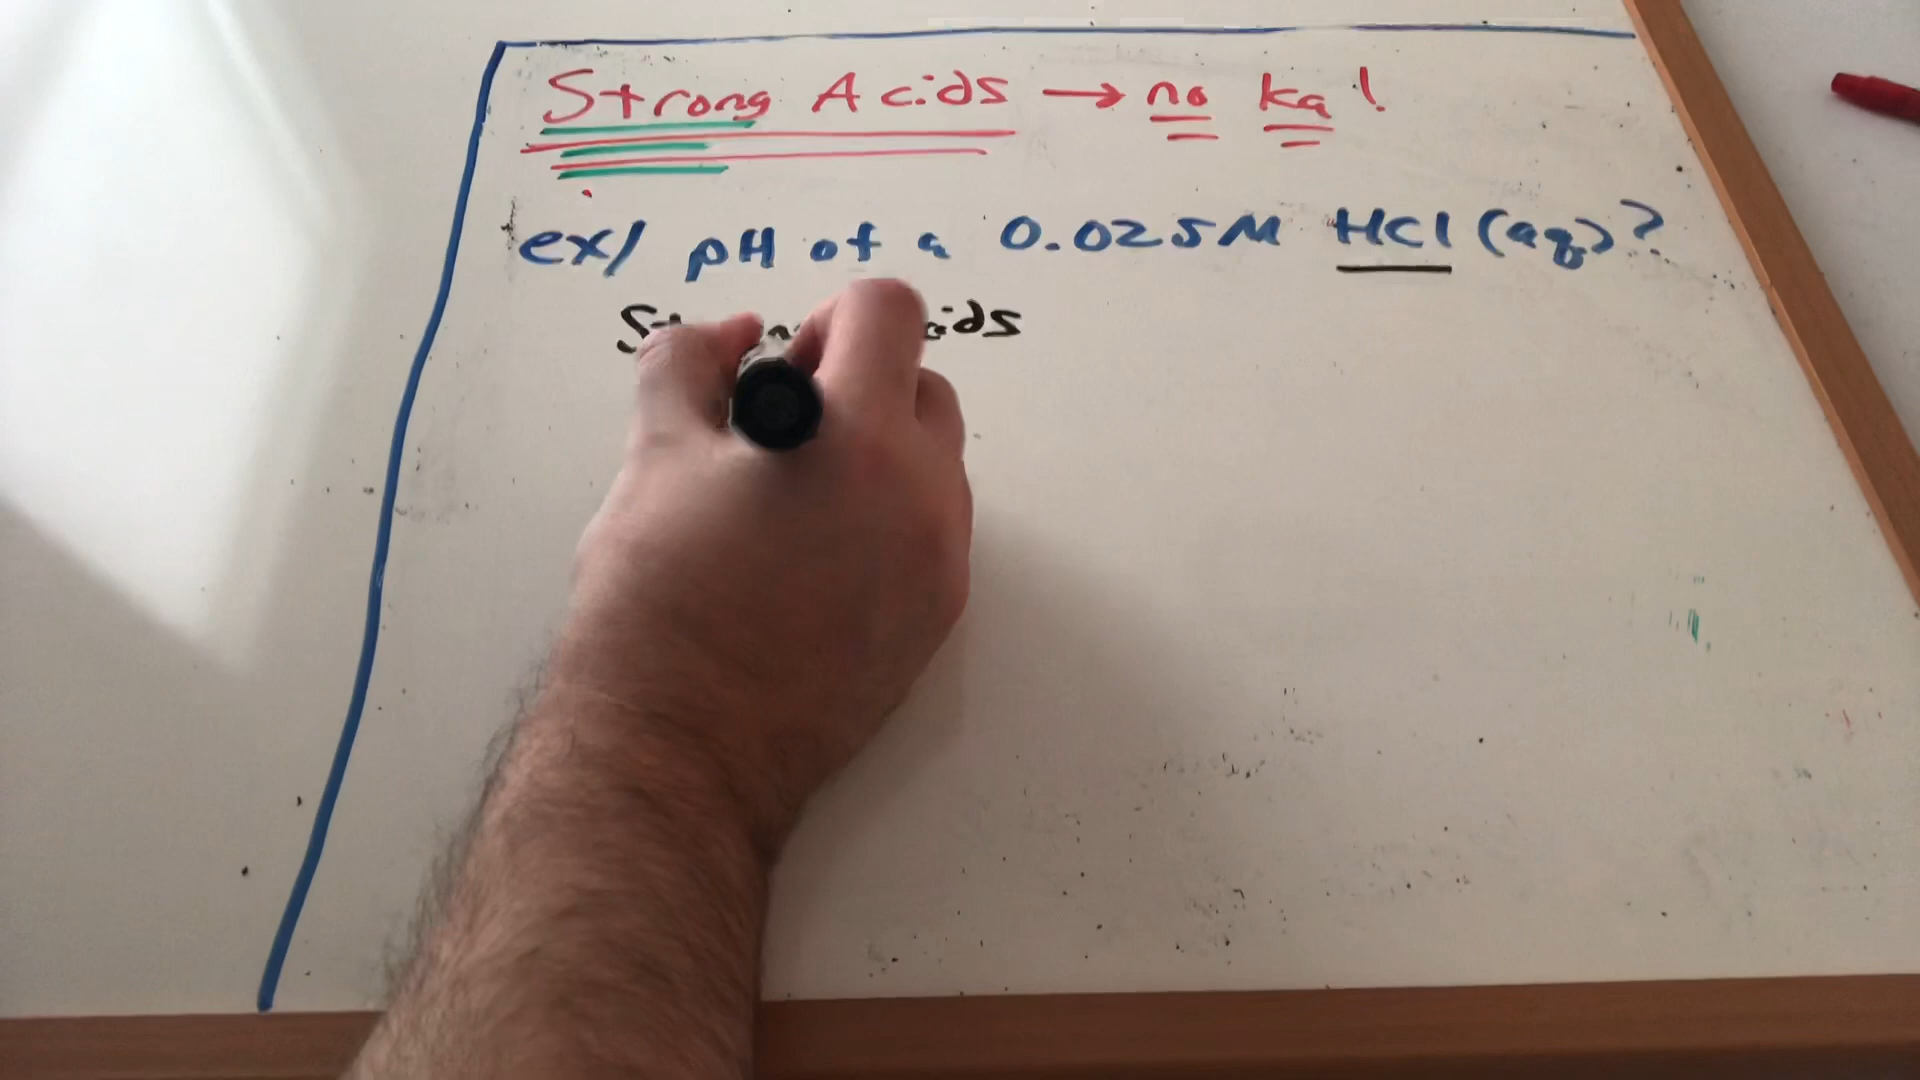 Strong Acids → no ka!
ex/ pH of a 0.025M HCl (aq)?